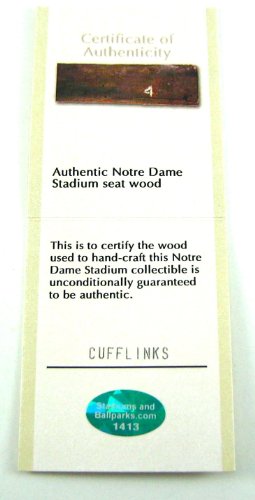 Certificate of
Authenticity
4
Authentic Notre Dame
Stadium seat wood
This is to certify the wood
used to hand-craft this Notre
Dame Stadium collectible is
unconditionally guaranteed
to be authentic.
CUFFLINKS
Stadiums and
Ballparks.com
1413